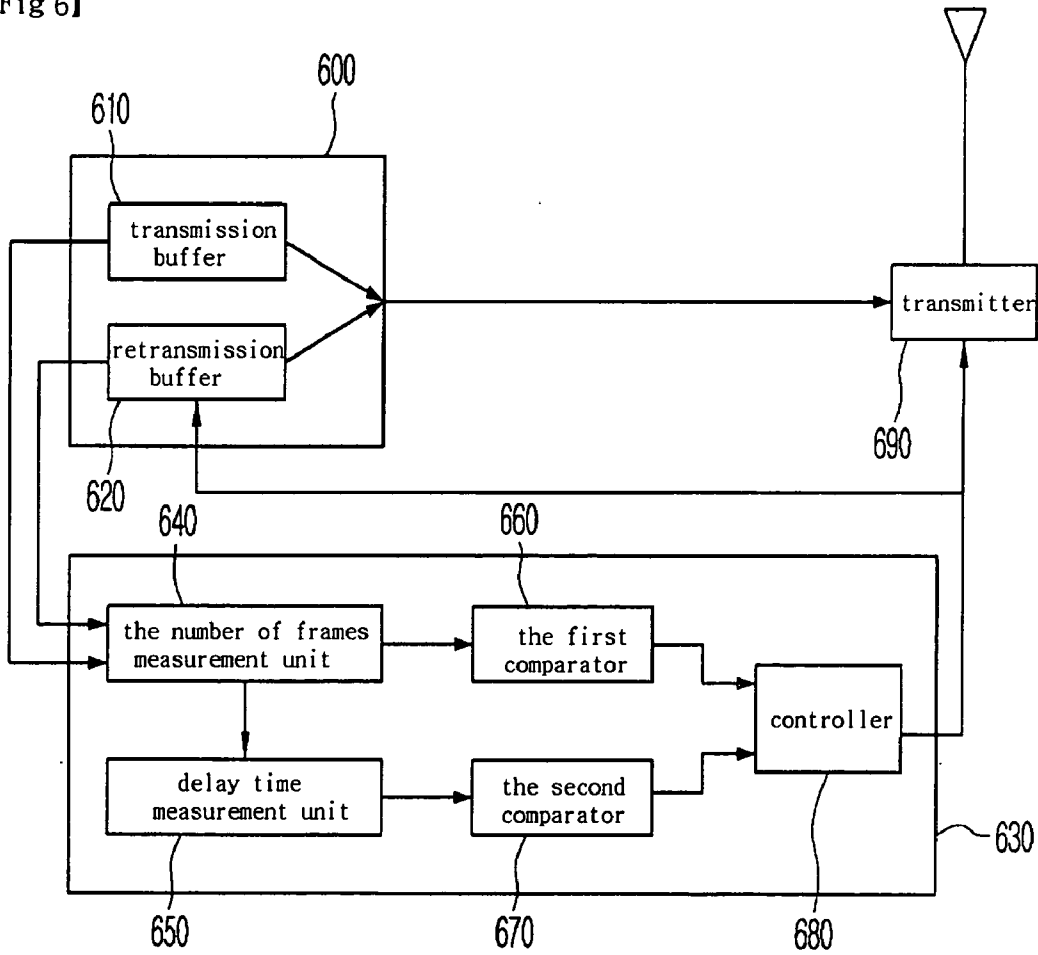 Fig 6】
600
610
transmission
buffer
retransmission
buffer
620
transmitter
690
640
660
the number of frames
measurement unit
the first
comparator
controller
delay time
measurement unit
the second
comparator
630
650
670
680